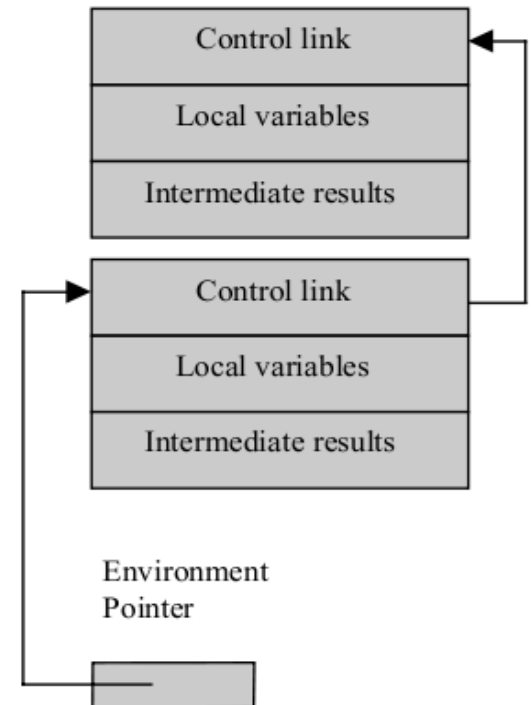 Control link
Local variables
Intermediate results
Control link
Local variables
Intermediate results
Environment
Pointer